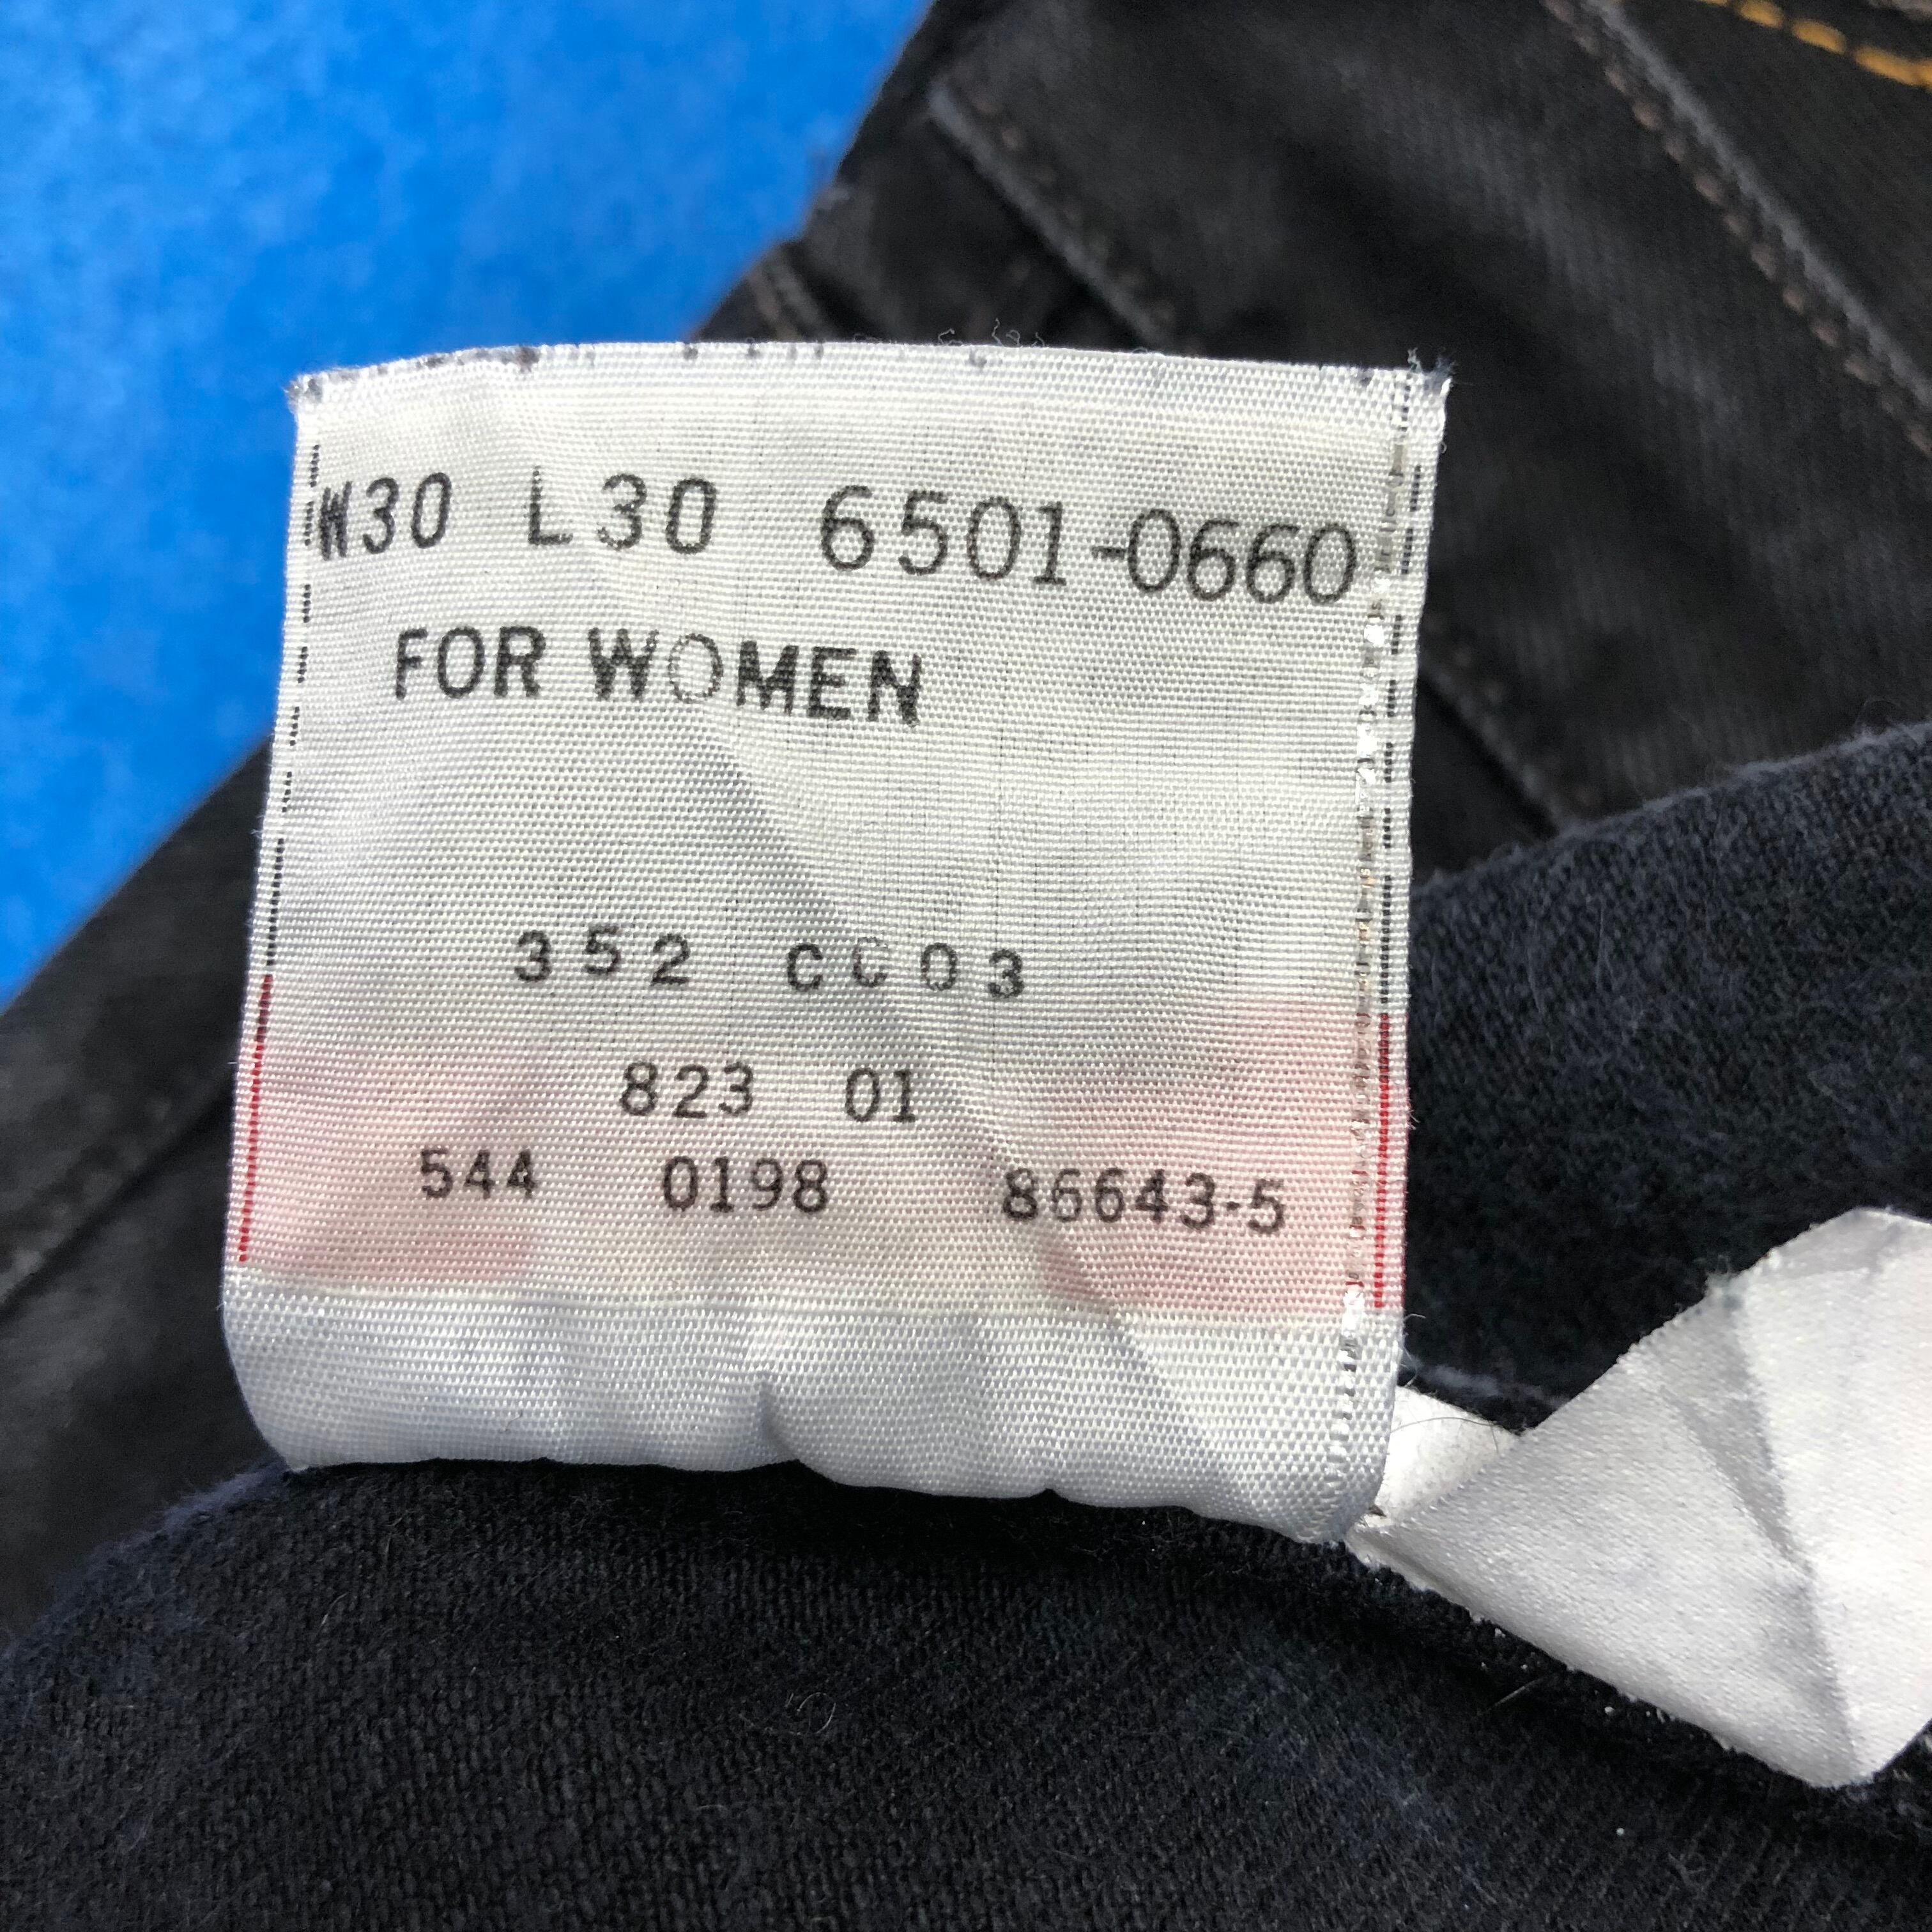 W30 L30 6501-0660
FOR WOMEN
352 CC03
823 01
544 0198 86643-5